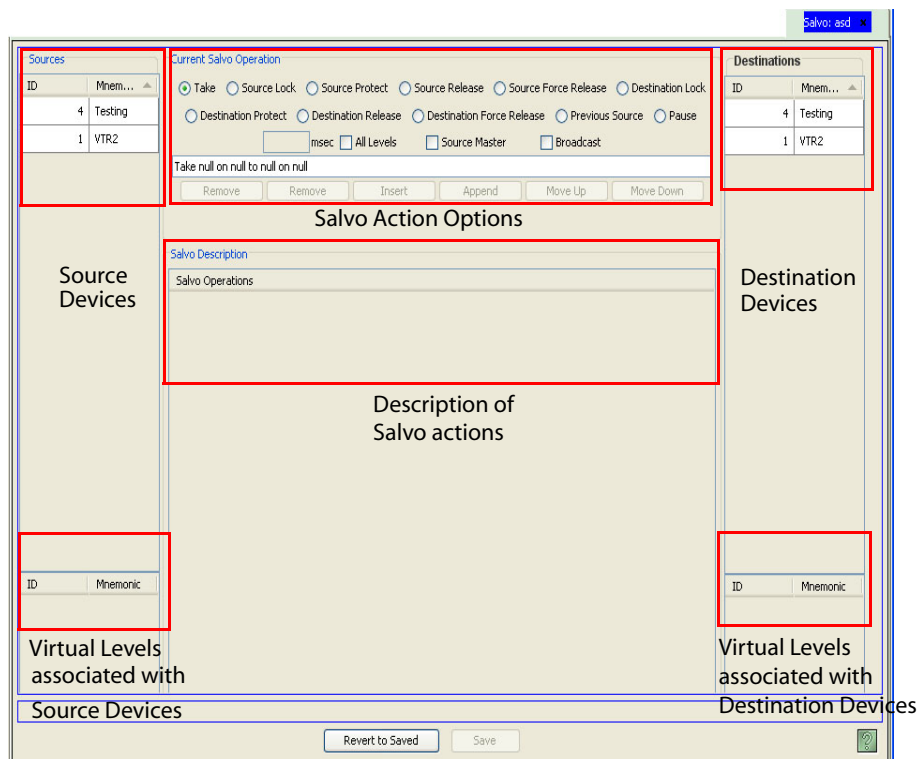 Salvo: asd ×
Sources
Current Salvo Operation
Destinations
ID Mnem...
Take Source Lock Source Protect Source Release Source Force Release Destination Lock
ID Mnem...
4 Testing
Destination Protect Destination Release Destination Force Release Previous Source Pause
4 Testing
1 VTR2
msec All Levels Source Master Broadcast
1 VTR2
Take null on null to null on null
Remove Remove Insert Append Move Up Move Down
Salvo Action Options
Salvo Description
Salvo Operations
Source
Devices
Destination
Devices
Description of
Salvo actions
ID Mnemonic
ID Mnemonic
Virtual Levels
associated with
Source Devices
Virtual Levels
associated with
Destination Devices
Revert to Saved Save
?